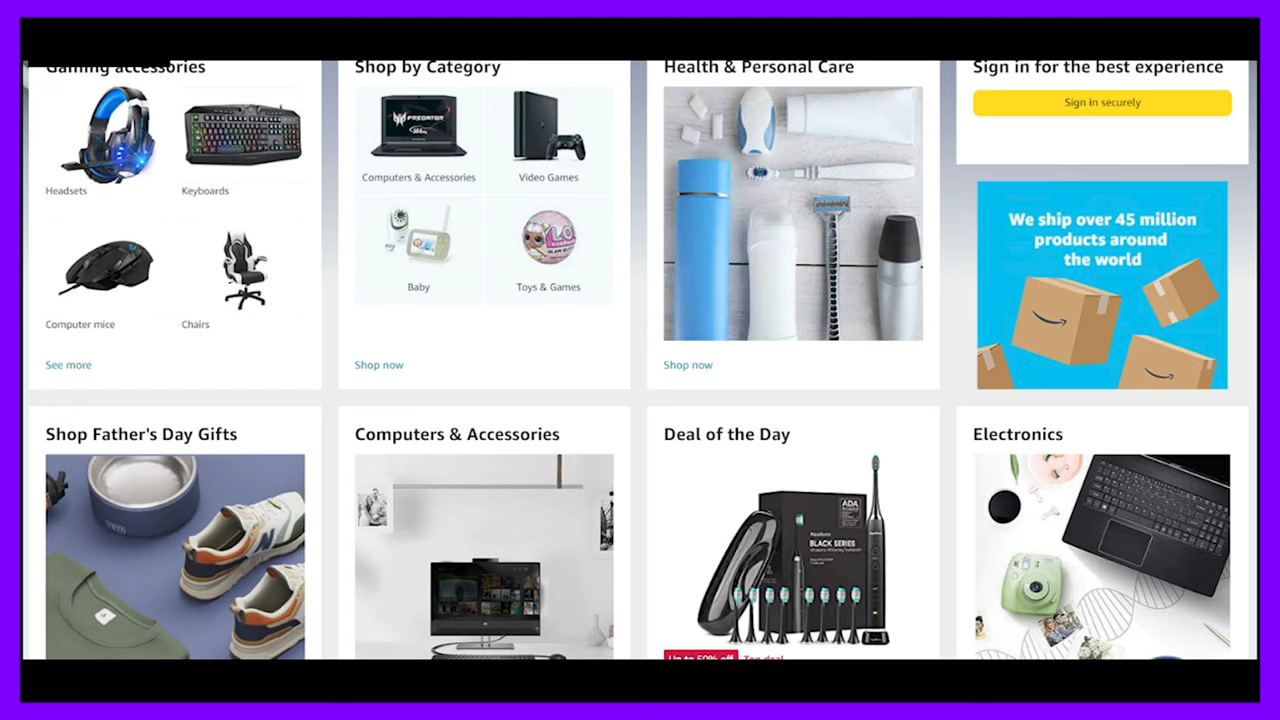 Gaming accessories
Headsets
Keyboards
Computer mice
Chairs
See more
Shop by Category
PREDATOR
Computers & Accessories
Video Games
Baby
Toys & Games
Shop now
Health & Personal Care
Shop now
Sign in for the best experience
Sign in securely
We ship over 45 million
products around
the world
Shop Father's Day Gifts
YETI
Computers & Accessories
Deal of the Day
ADA
BLACK SERIES
Up to 50% off
Top deal
Electronics